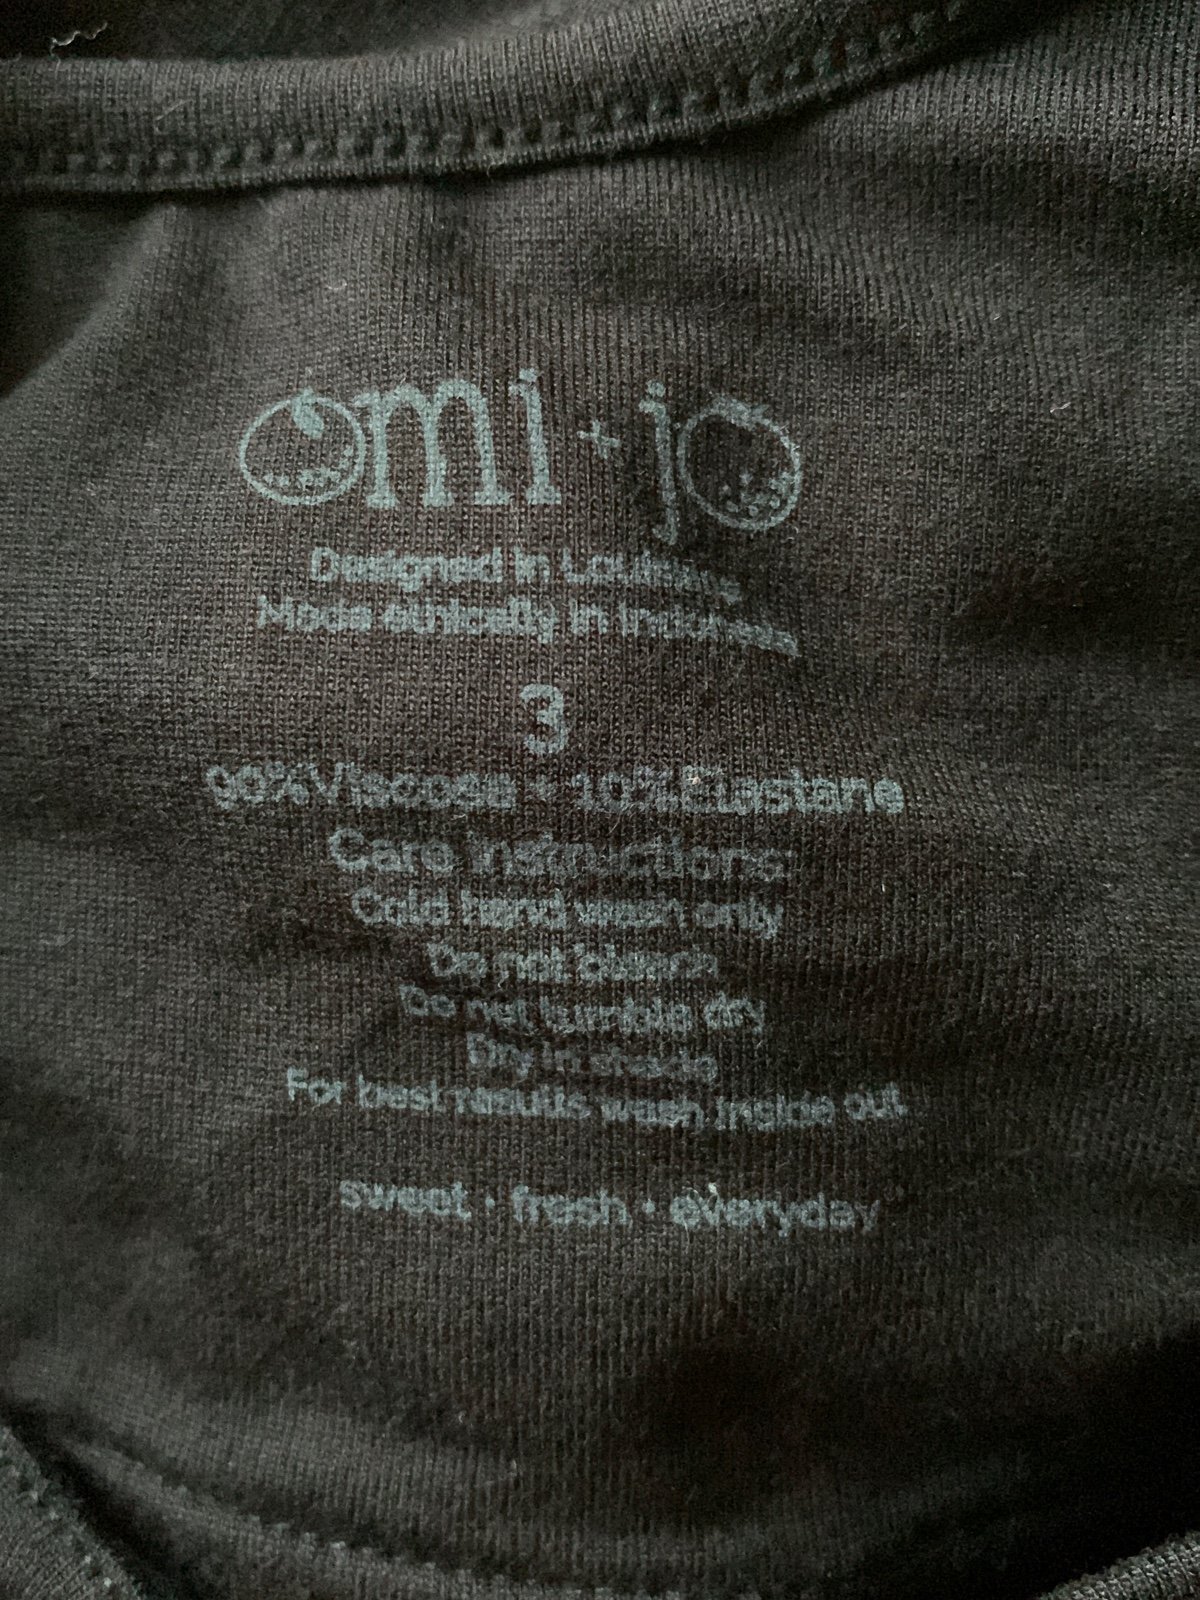 omi + jo
Designed in Louisiana
Made ethically in Indonesia
3
90% Viscose • 10% Elastane
Care instructions:
Cold hand wash only
Do not bleach
Do not tumble dry
Dry in shade
For best results wash inside out
sweet • fresh • everyday